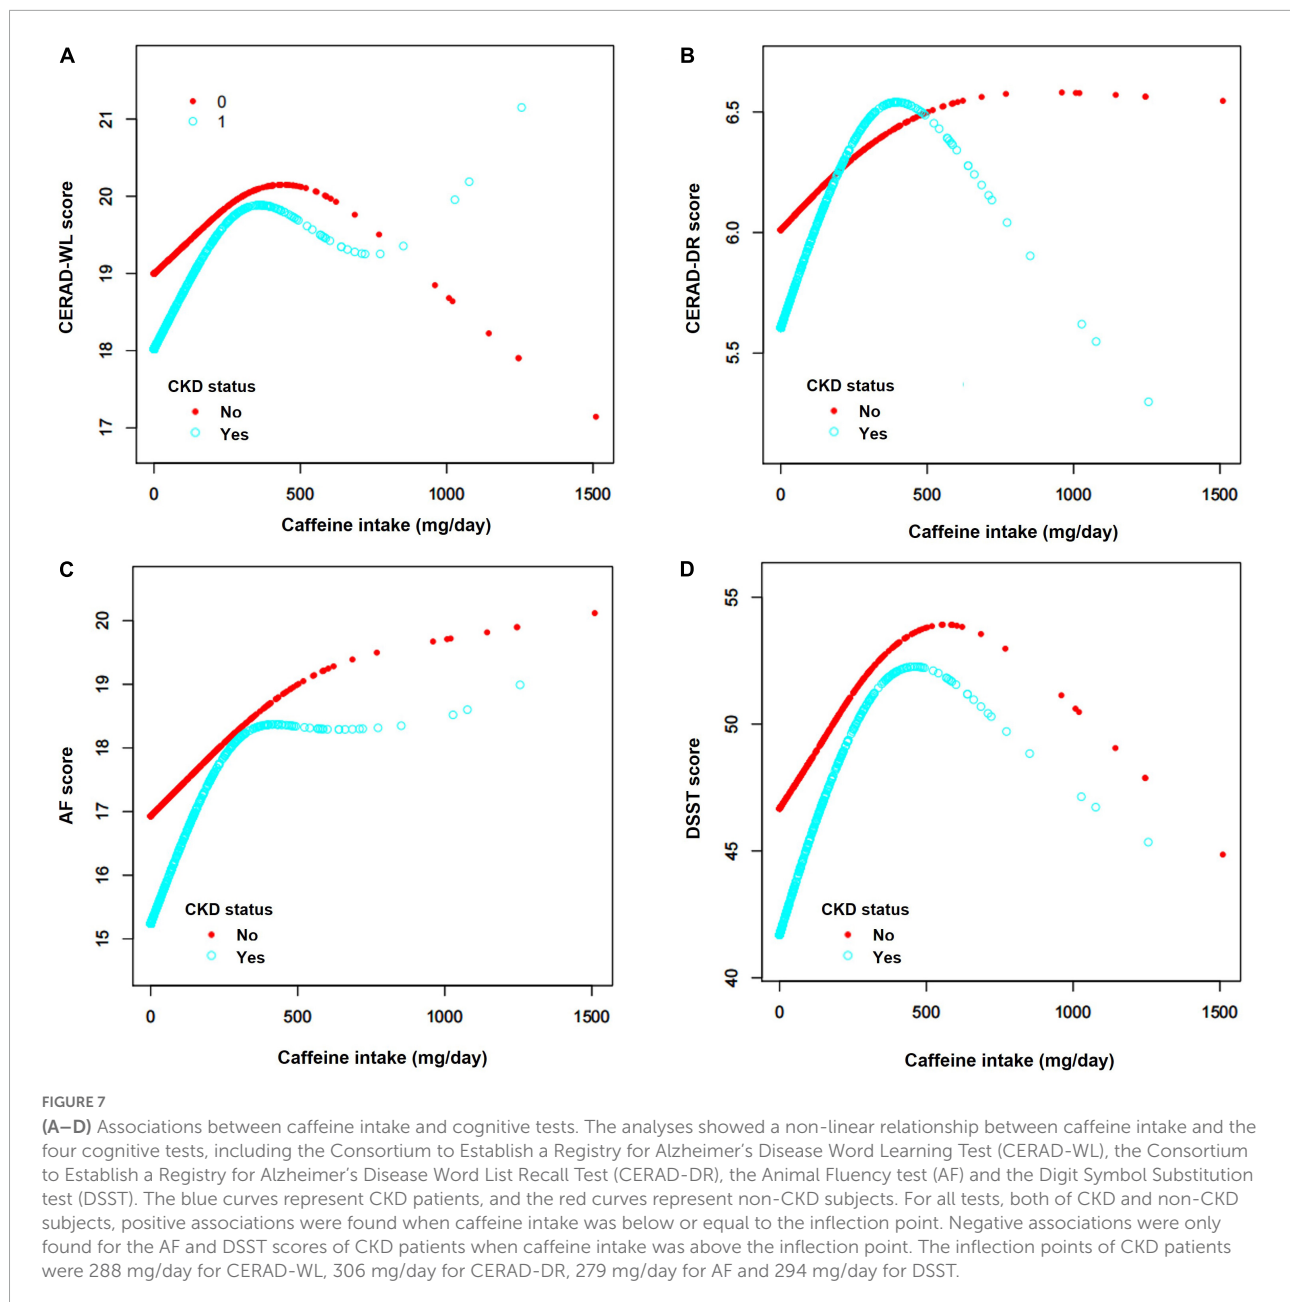 A
CERAD-WL score
21
20
19
18
17
0
1
CKD status
No
Yes
0 500 1000 1500
Caffeine intake (mg/day)
B
CERAD-DR score
6.5
6.0
5.5
CKD status
No
Yes
0 500 1000 1500
Caffeine intake (mg/day)
C
AF score
20
19
18
17
16
15
CKD status
No
Yes
0 500 1000 1500
Caffeine intake (mg/day)
D
DSST score
55
50
45
40
CKD status
No
Yes
0 500 1000 1500
Caffeine intake (mg/day)
FIGURE 7
(A–D) Associations between caffeine intake and cognitive tests. The analyses showed a non-linear relationship between caffeine intake and the
four cognitive tests, including the Consortium to Establish a Registry for Alzheimer's Disease Word Learning Test (CERAD-WL), the Consortium
to Establish a Registry for Alzheimer's Disease Word List Recall Test (CERAD-DR), the Animal Fluency test (AF) and the Digit Symbol Substitution
test (DSST). The blue curves represent CKD patients, and the red curves represent non-CKD subjects. For all tests, both of CKD and non-CKD
subjects, positive associations were found when caffeine intake was below or equal to the inflection point. Negative associations were only
found for the AF and DSST scores of CKD patients when caffeine intake was above the inflection point. The inflection points of CKD patients
were 288 mg/day for CERAD-WL, 306 mg/day for CERAD-DR, 279 mg/day for AF and 294 mg/day for DSST.